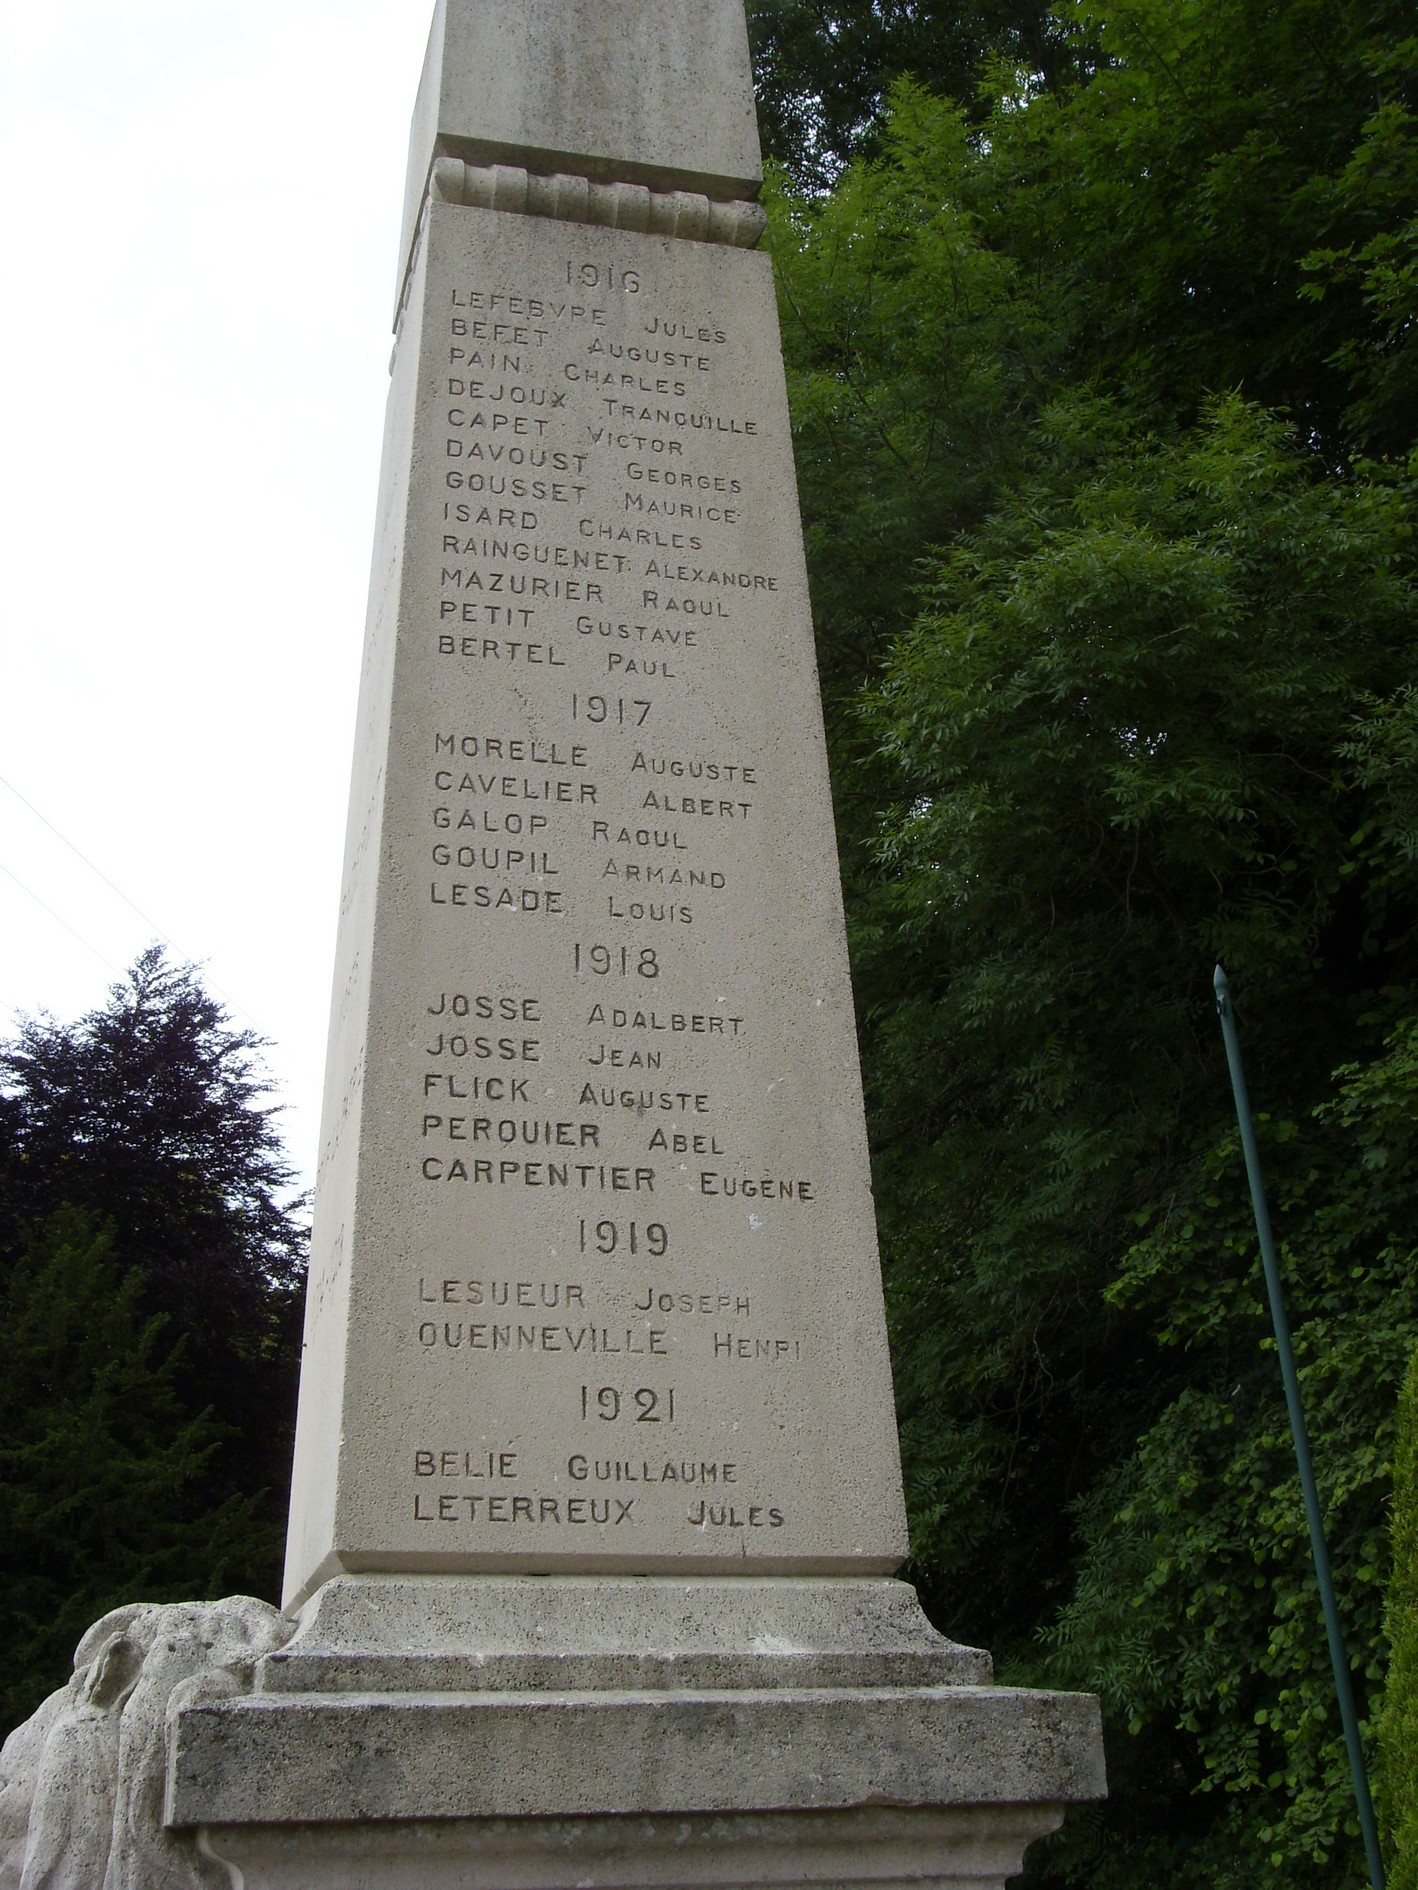 1916
LEFEBVRE JULES
BEFET AUGUSTE
PAIN CHARLES
DEJOUX TRANQUILLE
CAPET VICTOR
DAVOUST GEORGES
GOUSSET MAURICE
ISARD CHARLES
RAINGUENET ALEXANDRE
MAZURIER RAOUL
PETIT GUSTAVE
BERTEL PAUL
1917
MORELLE AUGUSTE
CAVELIER ALBERT
GALOP RAOUL
GOUPIL ARMAND
LESADE LOUIS
1918
JOSSE ADALBERT
JOSSE JEAN
FLICK AUGUSTE
PERQUIER ABEL
CARPENTIER EUGÈNE
1919
LESUEUR JOSEPH
QUENNEVILLE HENRI
1921
BELIÉ GUILLAUME
LETERREUX JULES